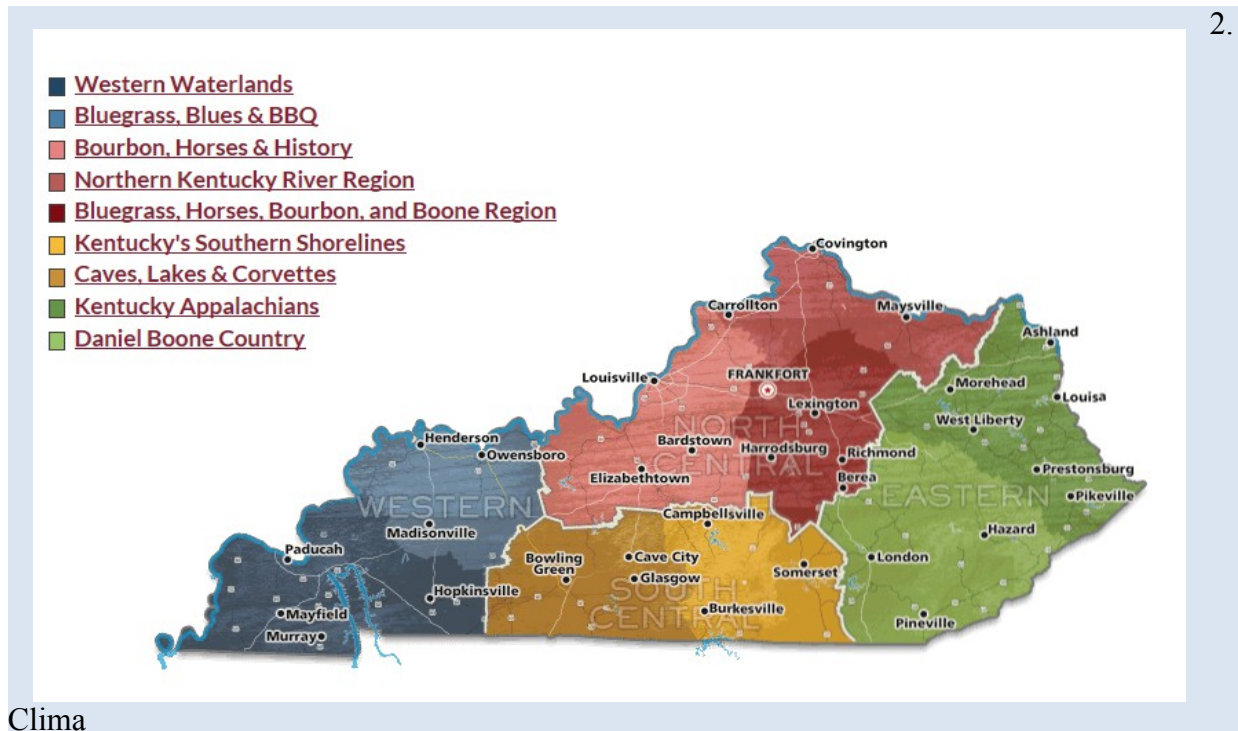 2.
Western Waterlands
Bluegrass, Blues & BBQ
Bourbon, Horses & History
Northern Kentucky River Region
Bluegrass, Horses, Bourbon, and Boone Region
Kentucky's Southern Shorelines
Caves, Lakes & Corvettes
Kentucky Appalachians
Daniel Boone Country
Covington
Carrollton
Maysville
Ashland
Louisville
FRANKFORT
Morehead
Louisa
Lexington
West Liberty
NORTH
CENTRAL
Henderson
Owensboro
Bardstown
Harrodsburg
Richmond
Elizabethtown
Berea
Prestonsburg
Pikeville
WESTERN
EASTERN
Madisonville
Campbellsville
Hazard
Paducah
Bowling
Green
Cave City
Glasgow
Somerset
London
SOUTH
CENTRAL
Hopkinsville
Mayfield
Murray
Burkesville
Pineville
Clima